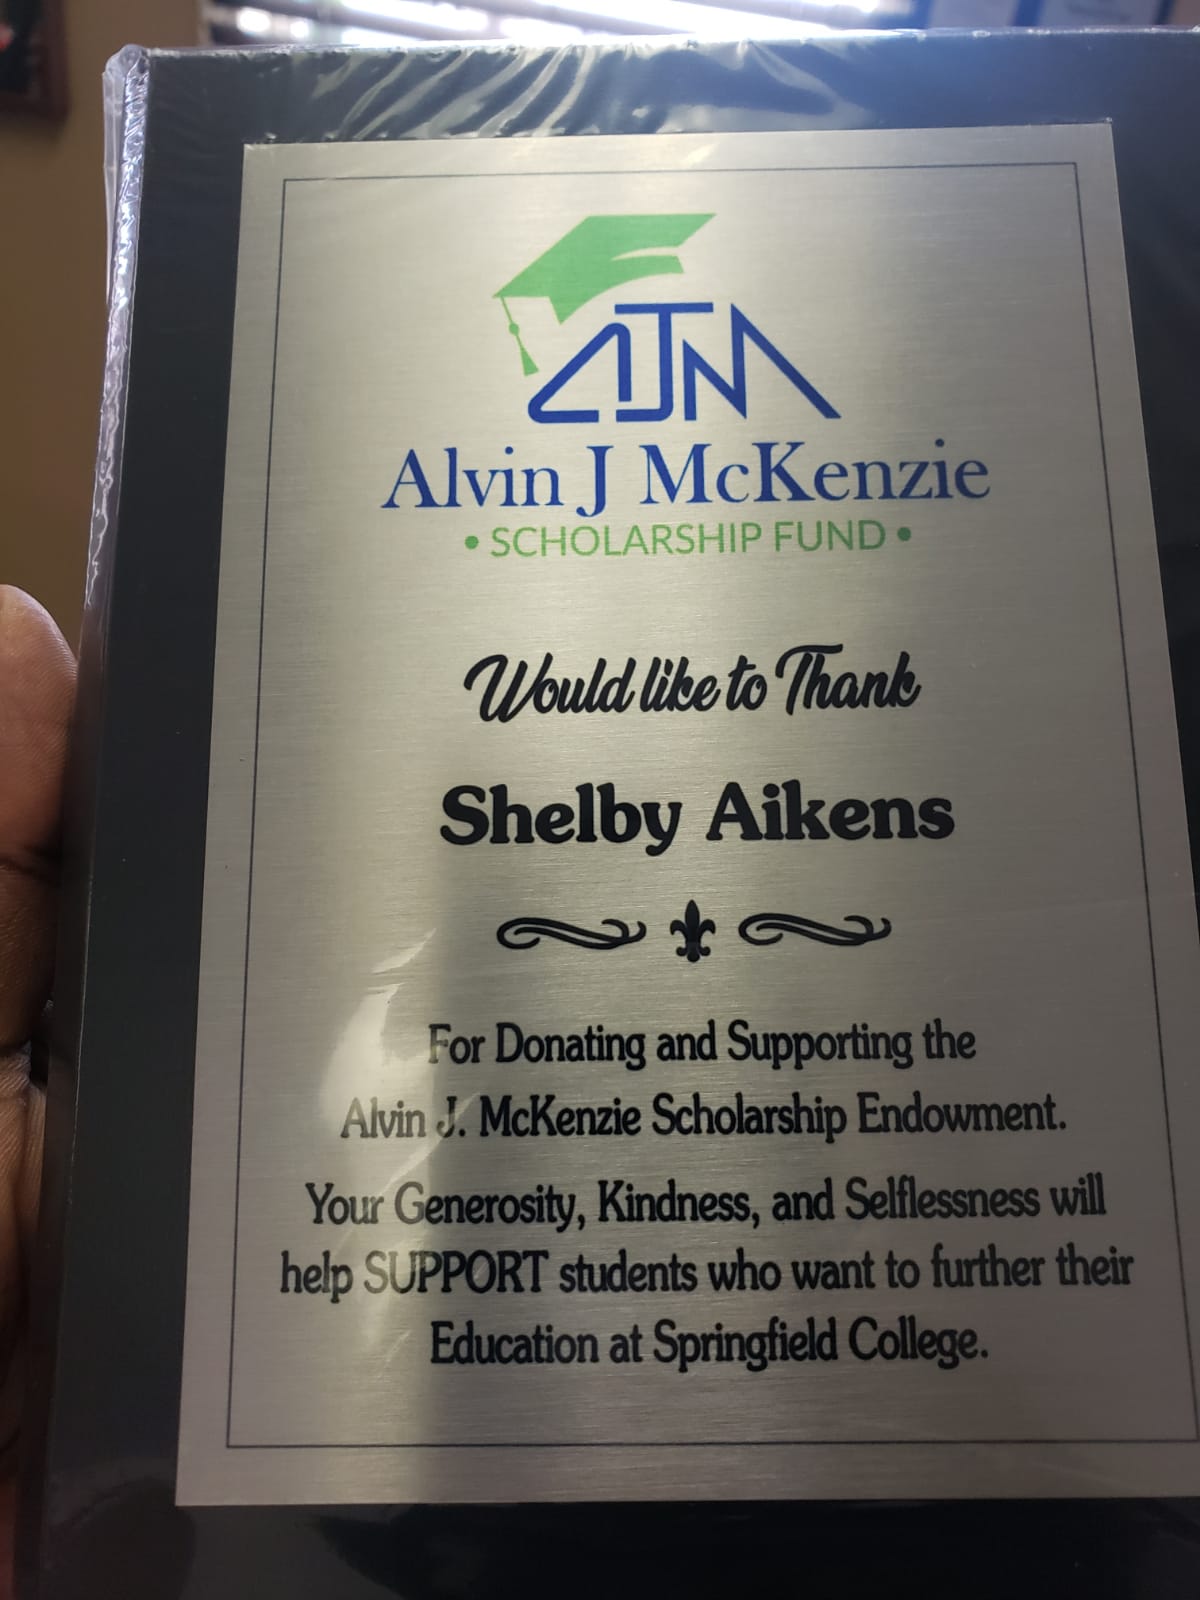 AJM
Alvin J McKenzie
• SCHOLARSHIP FUND •
Would like to Thank
Shelby Aikens
For Donating and Supporting the
Alvin J. McKenzie Scholarship Endowment.
Your Generosity, Kindness, and Selflessness will
help SUPPORT students who want to further their
Education at Springfield College.